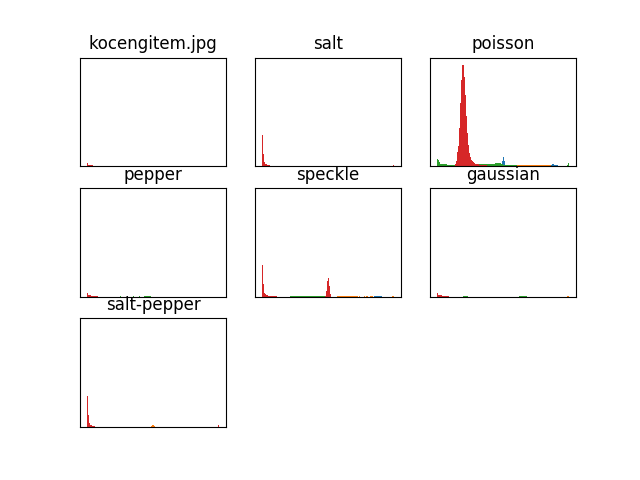 kocengitem.jpg
salt
poisson
pepper
speckle
gaussian
salt-pepper